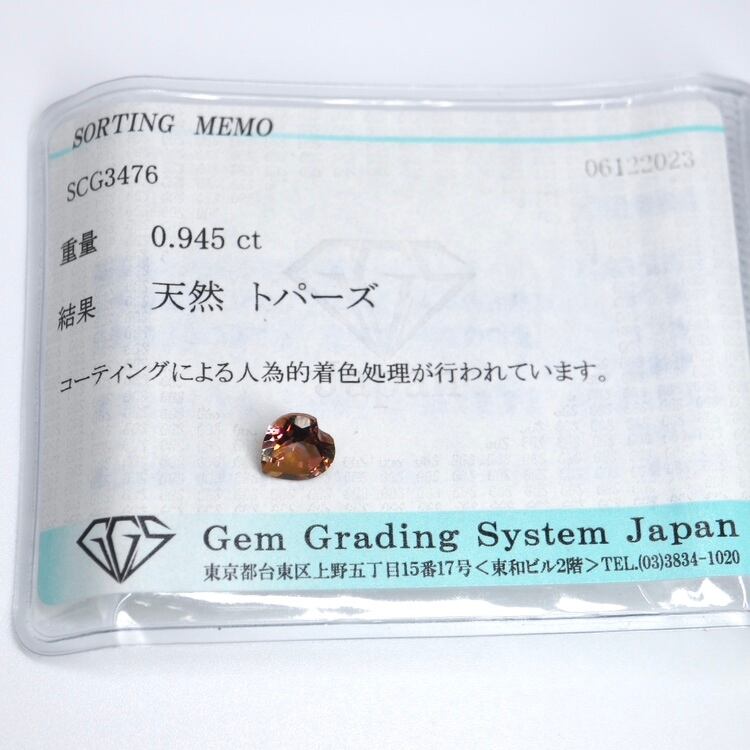 SORTING MEMO
SCG3476
06122023
重量 0.945 ct
結果 天然 トパーズ
コーティングによる人為的着色処理が行われています。
GGS
Gem Grading System Japan
東京都台東区上野五丁目15番17号＜東和ビル2階＞TEL.(03)3834-1020